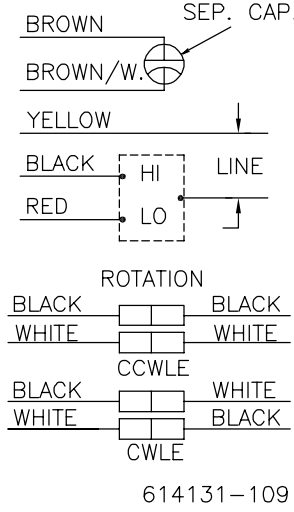 SEP. CAP.
BROWN
BROWN/W.
YELLOW
BLACK HI LINE
RED LO
ROTATION
BLACK BLACK
WHITE WHITE
CCWLE
BLACK WHITE
WHITE BLACK
CWLE
614131-109